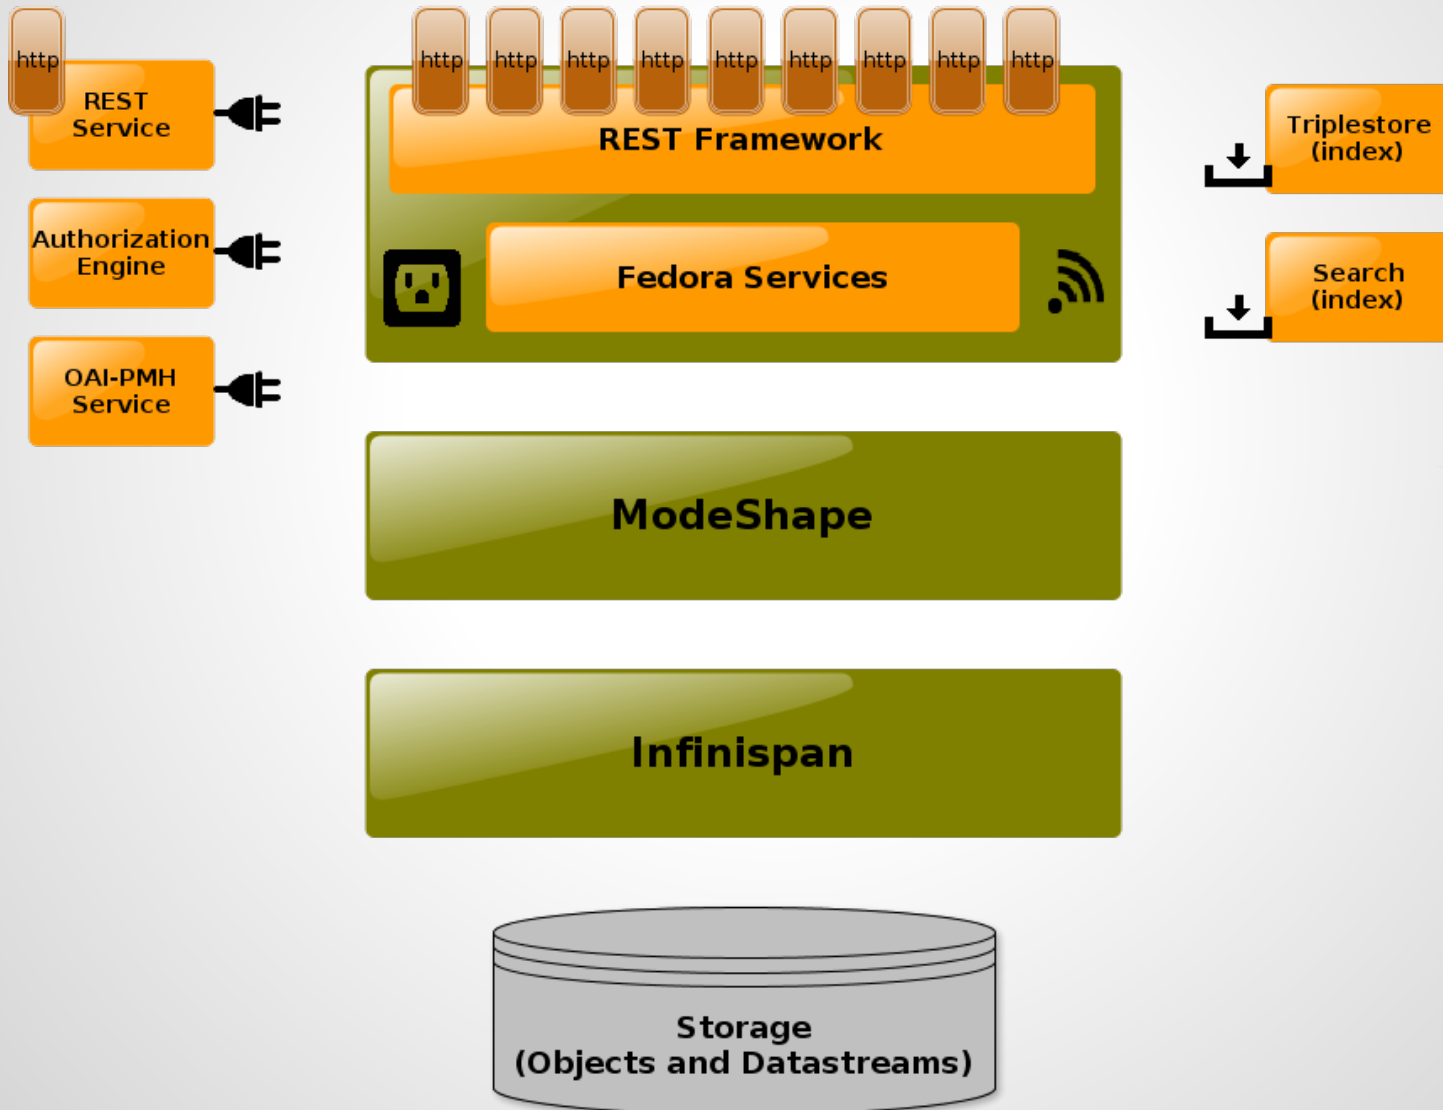 http
http http http http http http http http http
REST
Service
Authorization
Engine
OAI-PMH
Service
REST Framework
Fedora Services
Triplestore
(index)
Search
(index)
ModeShape
Infinispan
Storage
(Objects and Datastreams)